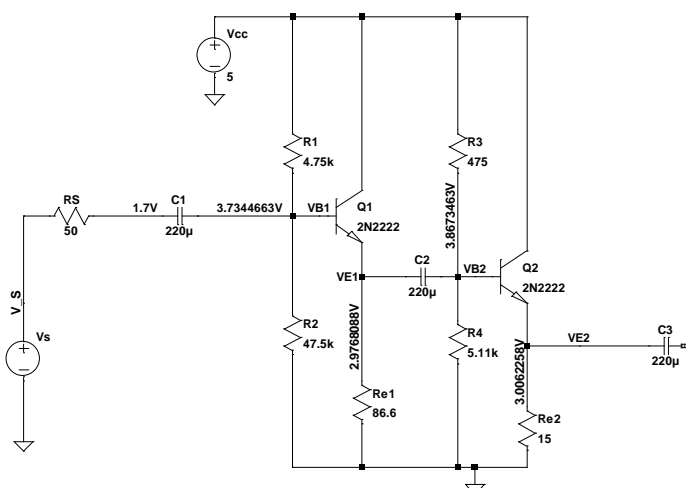 Vcc
5
R1
4.75k
R3
475
RS
50
1.7V
C1
220µ
3.7344663V
VB1
Q1
2N2222
3.8673463V
V_S
Vs
VE1
C2
220µ
VB2
Q2
2N2222
R2
47.5k
2.9768088V
R4
5.11k
3.0062258V
VE2
C3
220µ
Re1
86.6
Re2
15